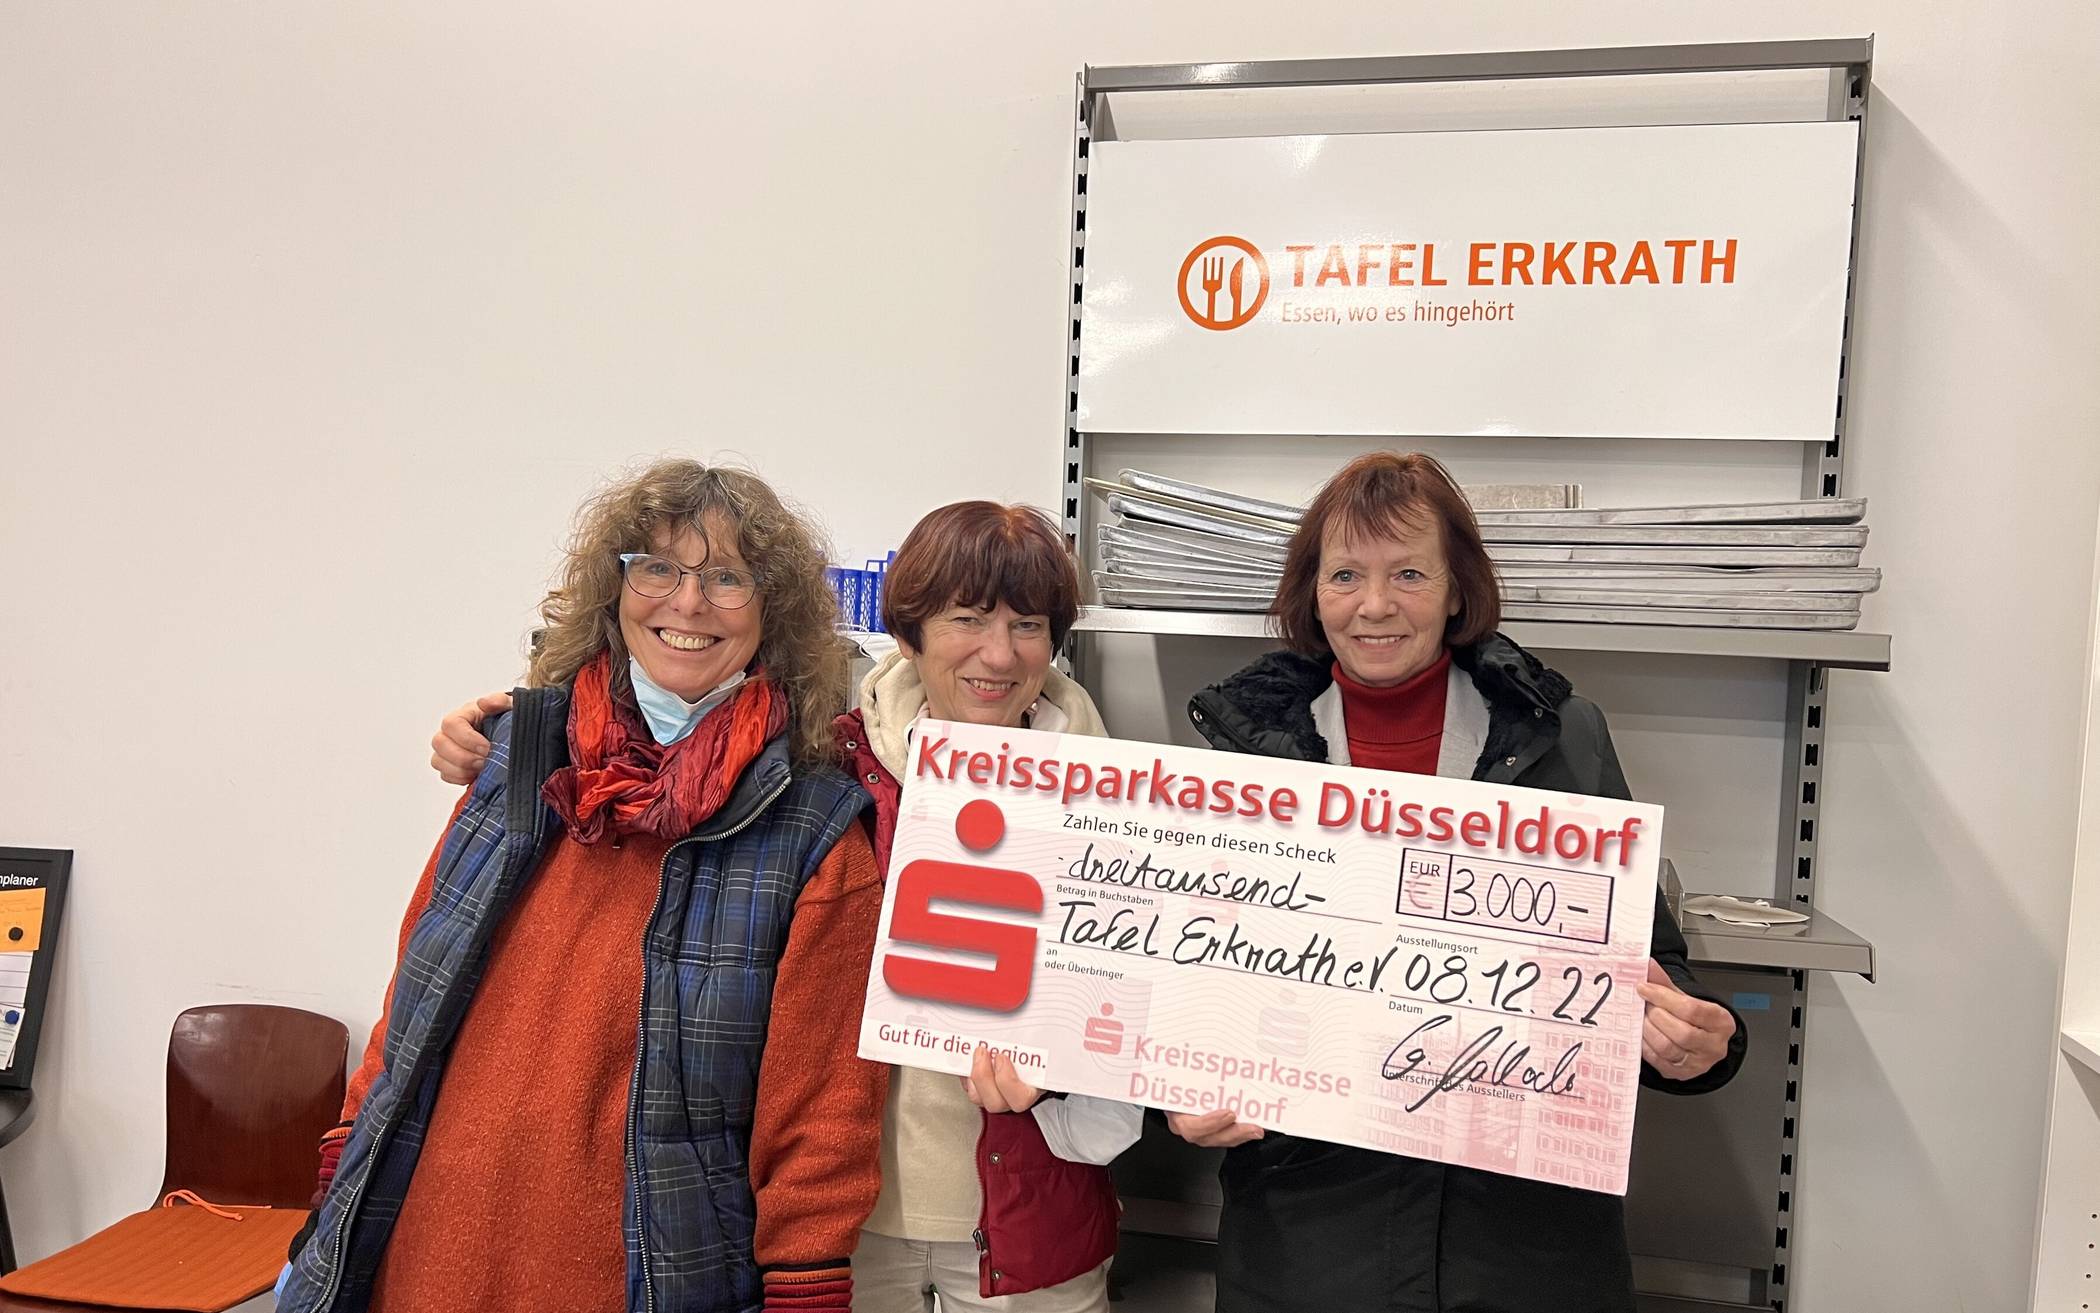 TAFEL ERKRATH
Essen, wo es hingehört
Kreissparkasse Düsseldorf
Zahlen Sie gegen diesen Scheck
-dreitausend-
EUR
€ 3.000,-
Betrag in Buchstaben
Ausstellungsort
Tafel Erkrath e.V. 08.12.22
an
oder Überbringer
Datum
Gut für die Region.
Kreissparkasse
Düsseldorf
Unterschrift des Ausstellers
nplaner